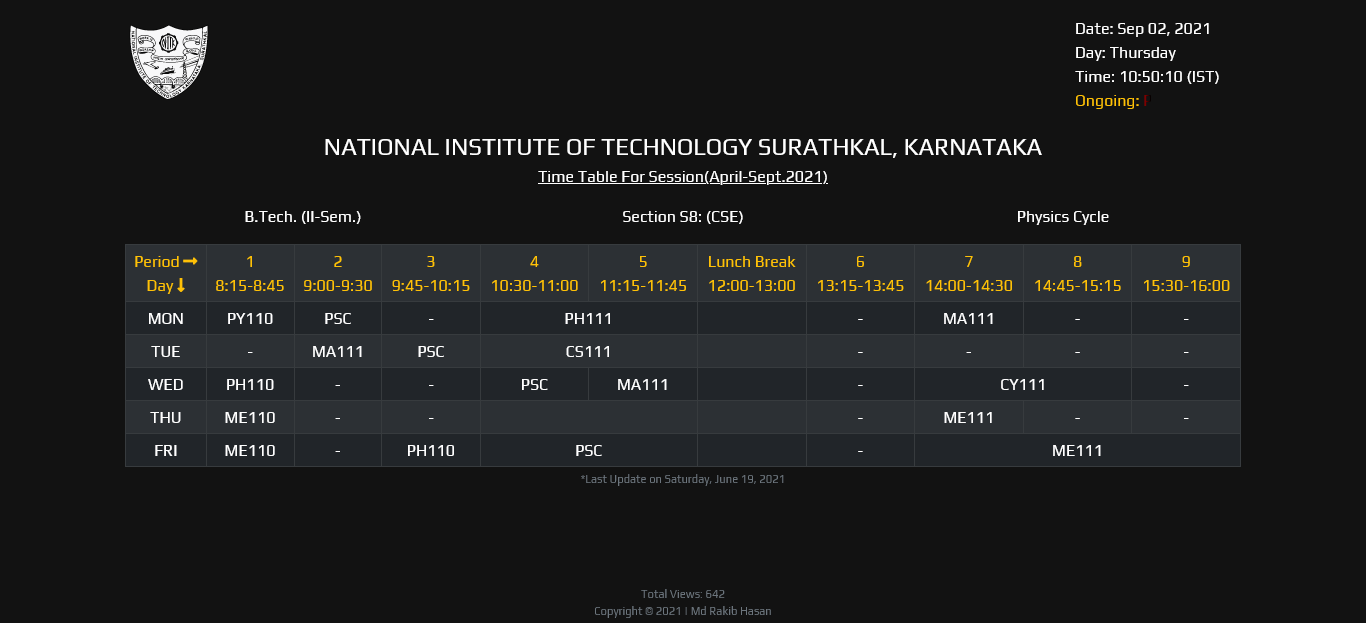 Date: Sep 02, 2021
Day: Thursday
Time: 10:50:10 (IST)
Ongoing:
NATIONAL INSTITUTE OF TECHNOLOGY SURATHKAL, KARNATAKA
Time Table For Session(April-Sept.2021)
B.Tech. (II-Sem.) Section S8: (CSE) Physics Cycle
Period 1 2 3 4 5 Lunch Break 6 7 8 9
Day 8:15-8:45 9:00-9:30 9:45-10:15 10:30-11:00 11:15-11:45 12:00-13:00 13:15-13:45 14:00-14:30 14:45-15:15 15:30-16:00
MON PY110 PSC - PH111 - MA111 - -
TUE - MA111 PSC CS111 - - - -
WED PH110 - - PSC MA111 - CY111 -
THU ME110 - - - ME111 - -
FRI ME110 - PH110 PSC - ME111
*Last Update on Saturday, June 19, 2021
Total Views: 642
Copyright © 2021 | Md Rakib Hasan